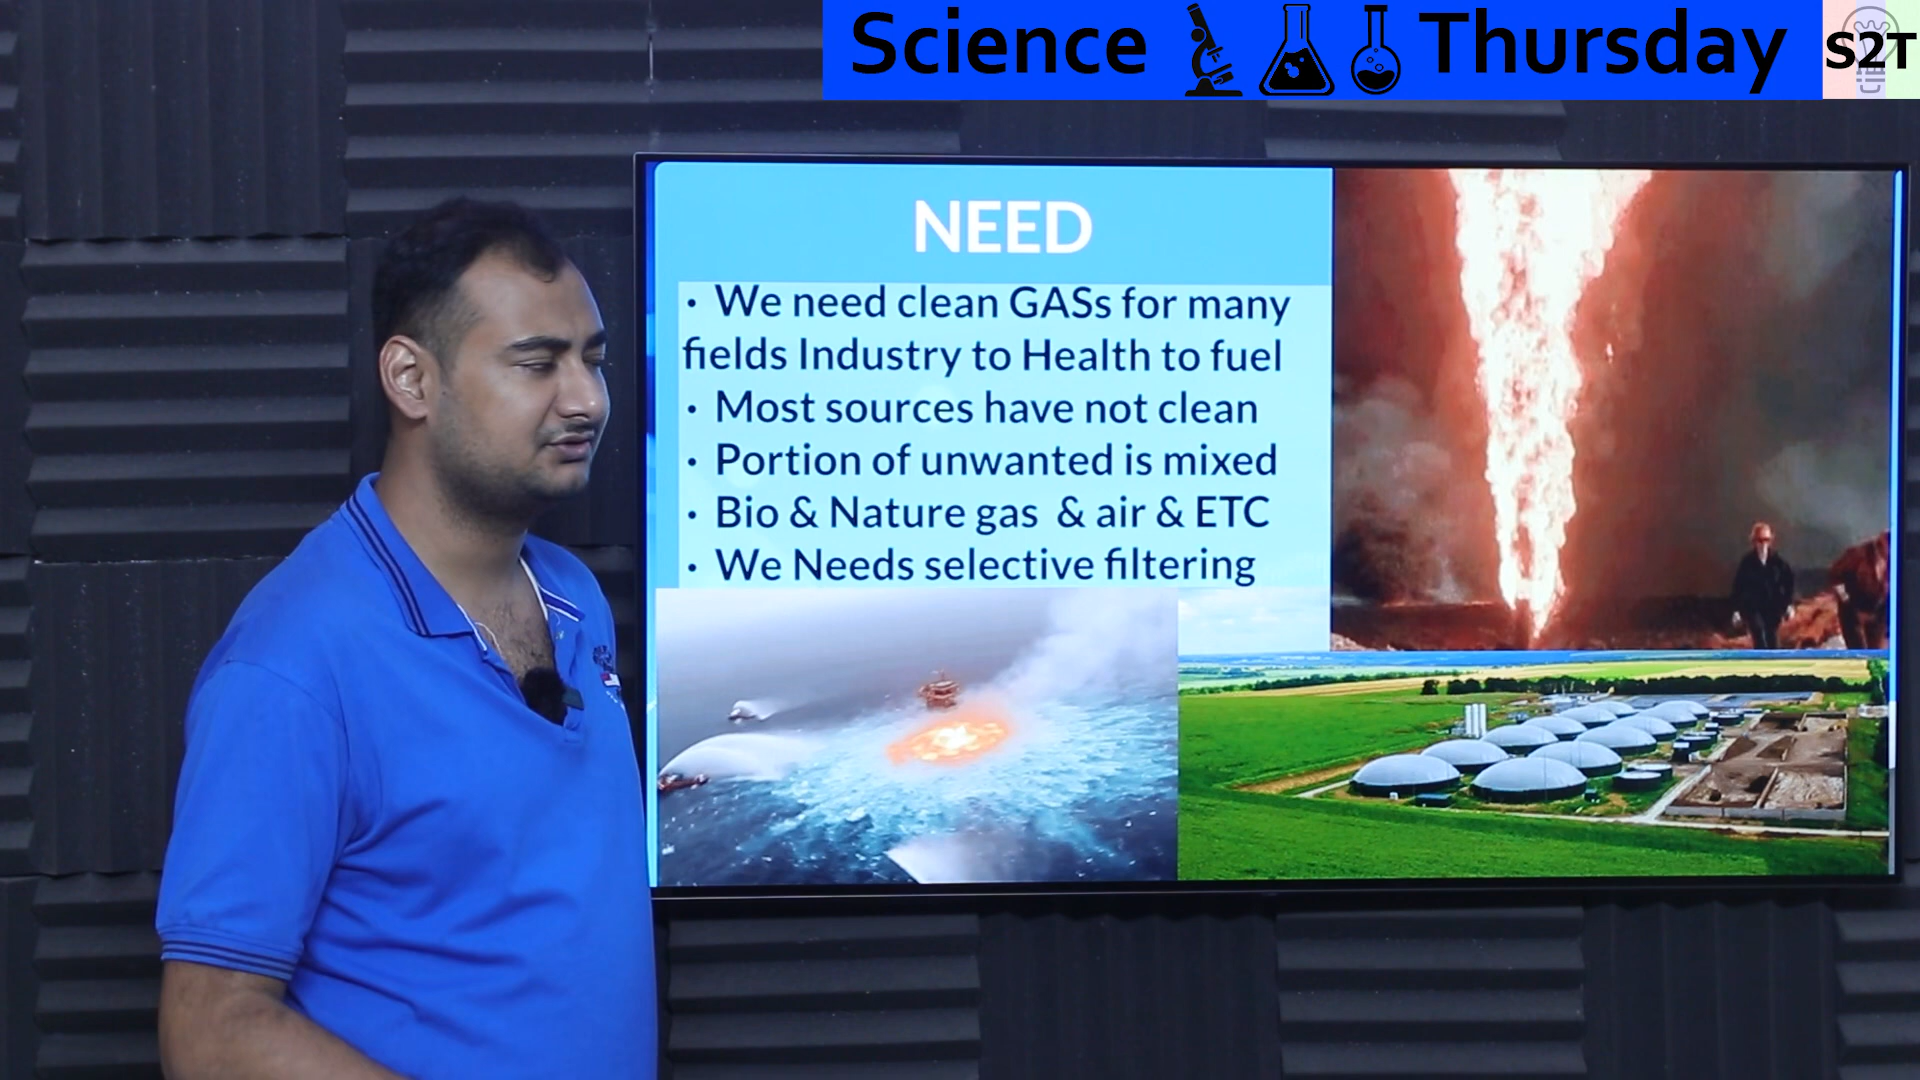 Science Thursday
S2T
NEED
· We need clean GASs for many
fields Industry to Health to fuel
· Most sources have not clean
· Portion of unwanted is mixed
· Bio & Nature gas & air & ETC
· We Needs selective filtering